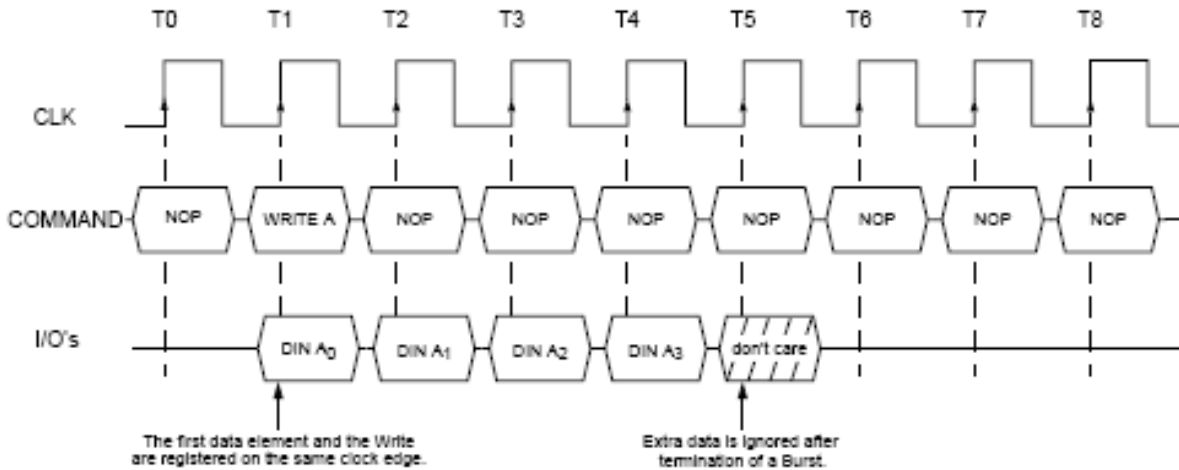 T0 T1 T2 T3 T4 T5 T6 T7 T8
CLK
COMMAND NOP WRITE A NOP NOP NOP NOP NOP NOP NOP
I/O's DIN A0 DIN A1 DIN A2 DIN A3 don't care
The first data element and the Write
are registered on the same clock edge.
Extra data is ignored after
termination of a Burst.